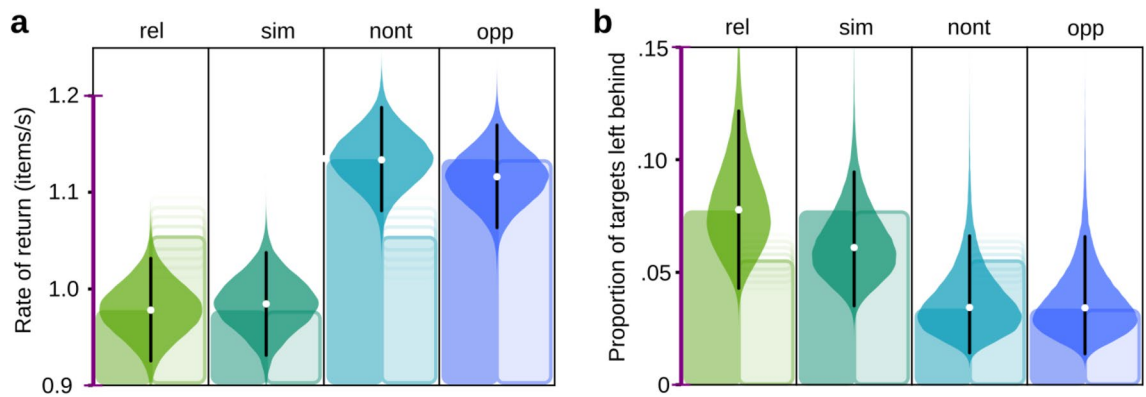 a
rel sim nont opp
Rate of return (items/s)
1.2
1.1
1.0
0.9
b
rel sim nont opp
Proportion of targets left behind
.15
.10
.05
0